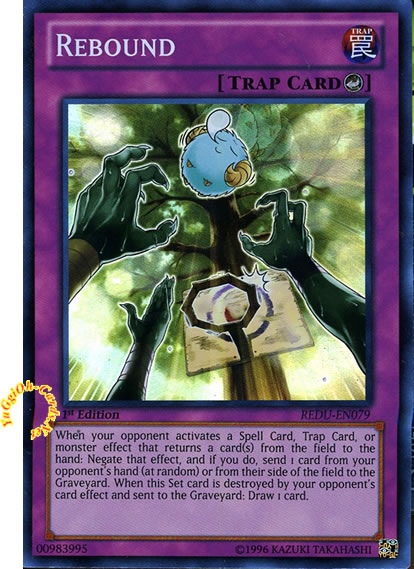 REBOUND
TRAP
罠
[TRAP CARD]
1st Edition
REDU-EN079
When your opponent activates a Spell Card, Trap Card, or
monster effect that returns a card(s) from the field to the
hand: Negate that effect, and if you do, send 1 card from your
opponent's hand (at random) or from their side of the field to the
Graveyard. When this Set card is destroyed by your opponent's
card effect and sent to the Graveyard: Draw 1 card.
00983995
©1996 KAZUKI TAKAHASHI
YuGiOh-Cards.Net